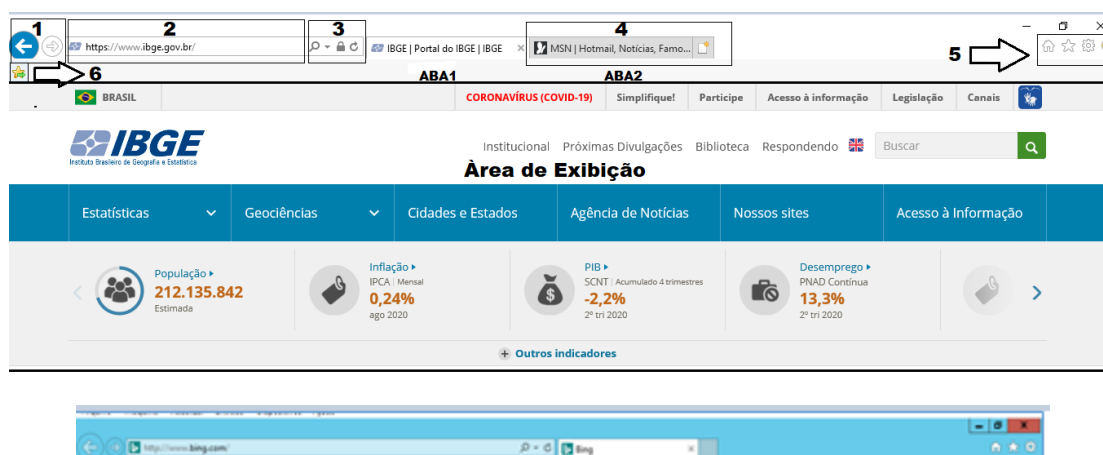 1 2 3 4
https://www.ibge.gov.br/ IBGE | Portal do IBGE | IBGE × MSN | Hotmail, Notícias, Famo...
5
6 ABA1 ABA2
BRASIL CORONAVÍRUS (COVID-19) Simplifique! Participe Acesso à informação Legislação Canais
IBGE
Instituto Brasileiro de Geografia e Estatística
Institucional Próximas Divulgações Biblioteca Respondendo Buscar
Àrea de Exibição
Estatísticas Geociências Cidades e Estados Agência de Notícias Nossos sites Acesso à Informação
População
212.135.842
Estimada
Inflação
IPCA | Mensal
0,24%
ago 2020
PIB
SCNT | Acumulado 4 trimestres
-2,2%
2º tri 2020
Desemprego
PNAD Contínua
13,3%
2º tri 2020
+ Outros indicadores
http://www.bing.com/ Bing ×